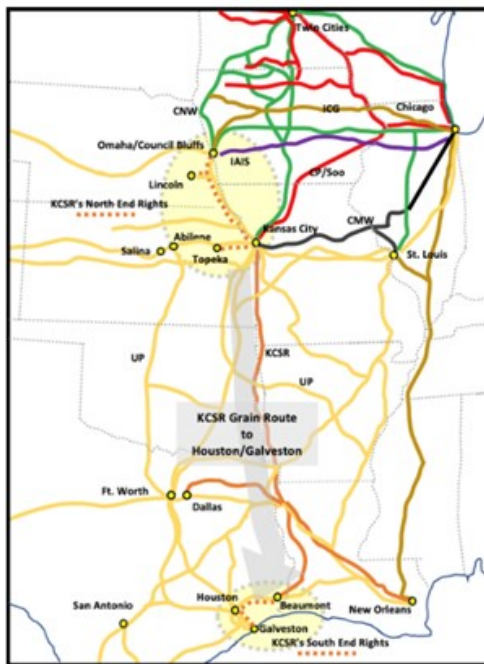 Twin Cities
CNW
ICG
Chicago
Omaha/Council Bluffs
IAIS
Lincoln
CP/Soo
KCSR's North End Rights
Abilene
Kansas City
CMW
Salina
Topeka
St. Louis
UP
KCSR
UP
KCSR Grain Route
to
Houston/Galveston
Ft. Worth
Dallas
San Antonio
Houston
Beaumont
New Orleans
Galveston
KCSR's South End Rights